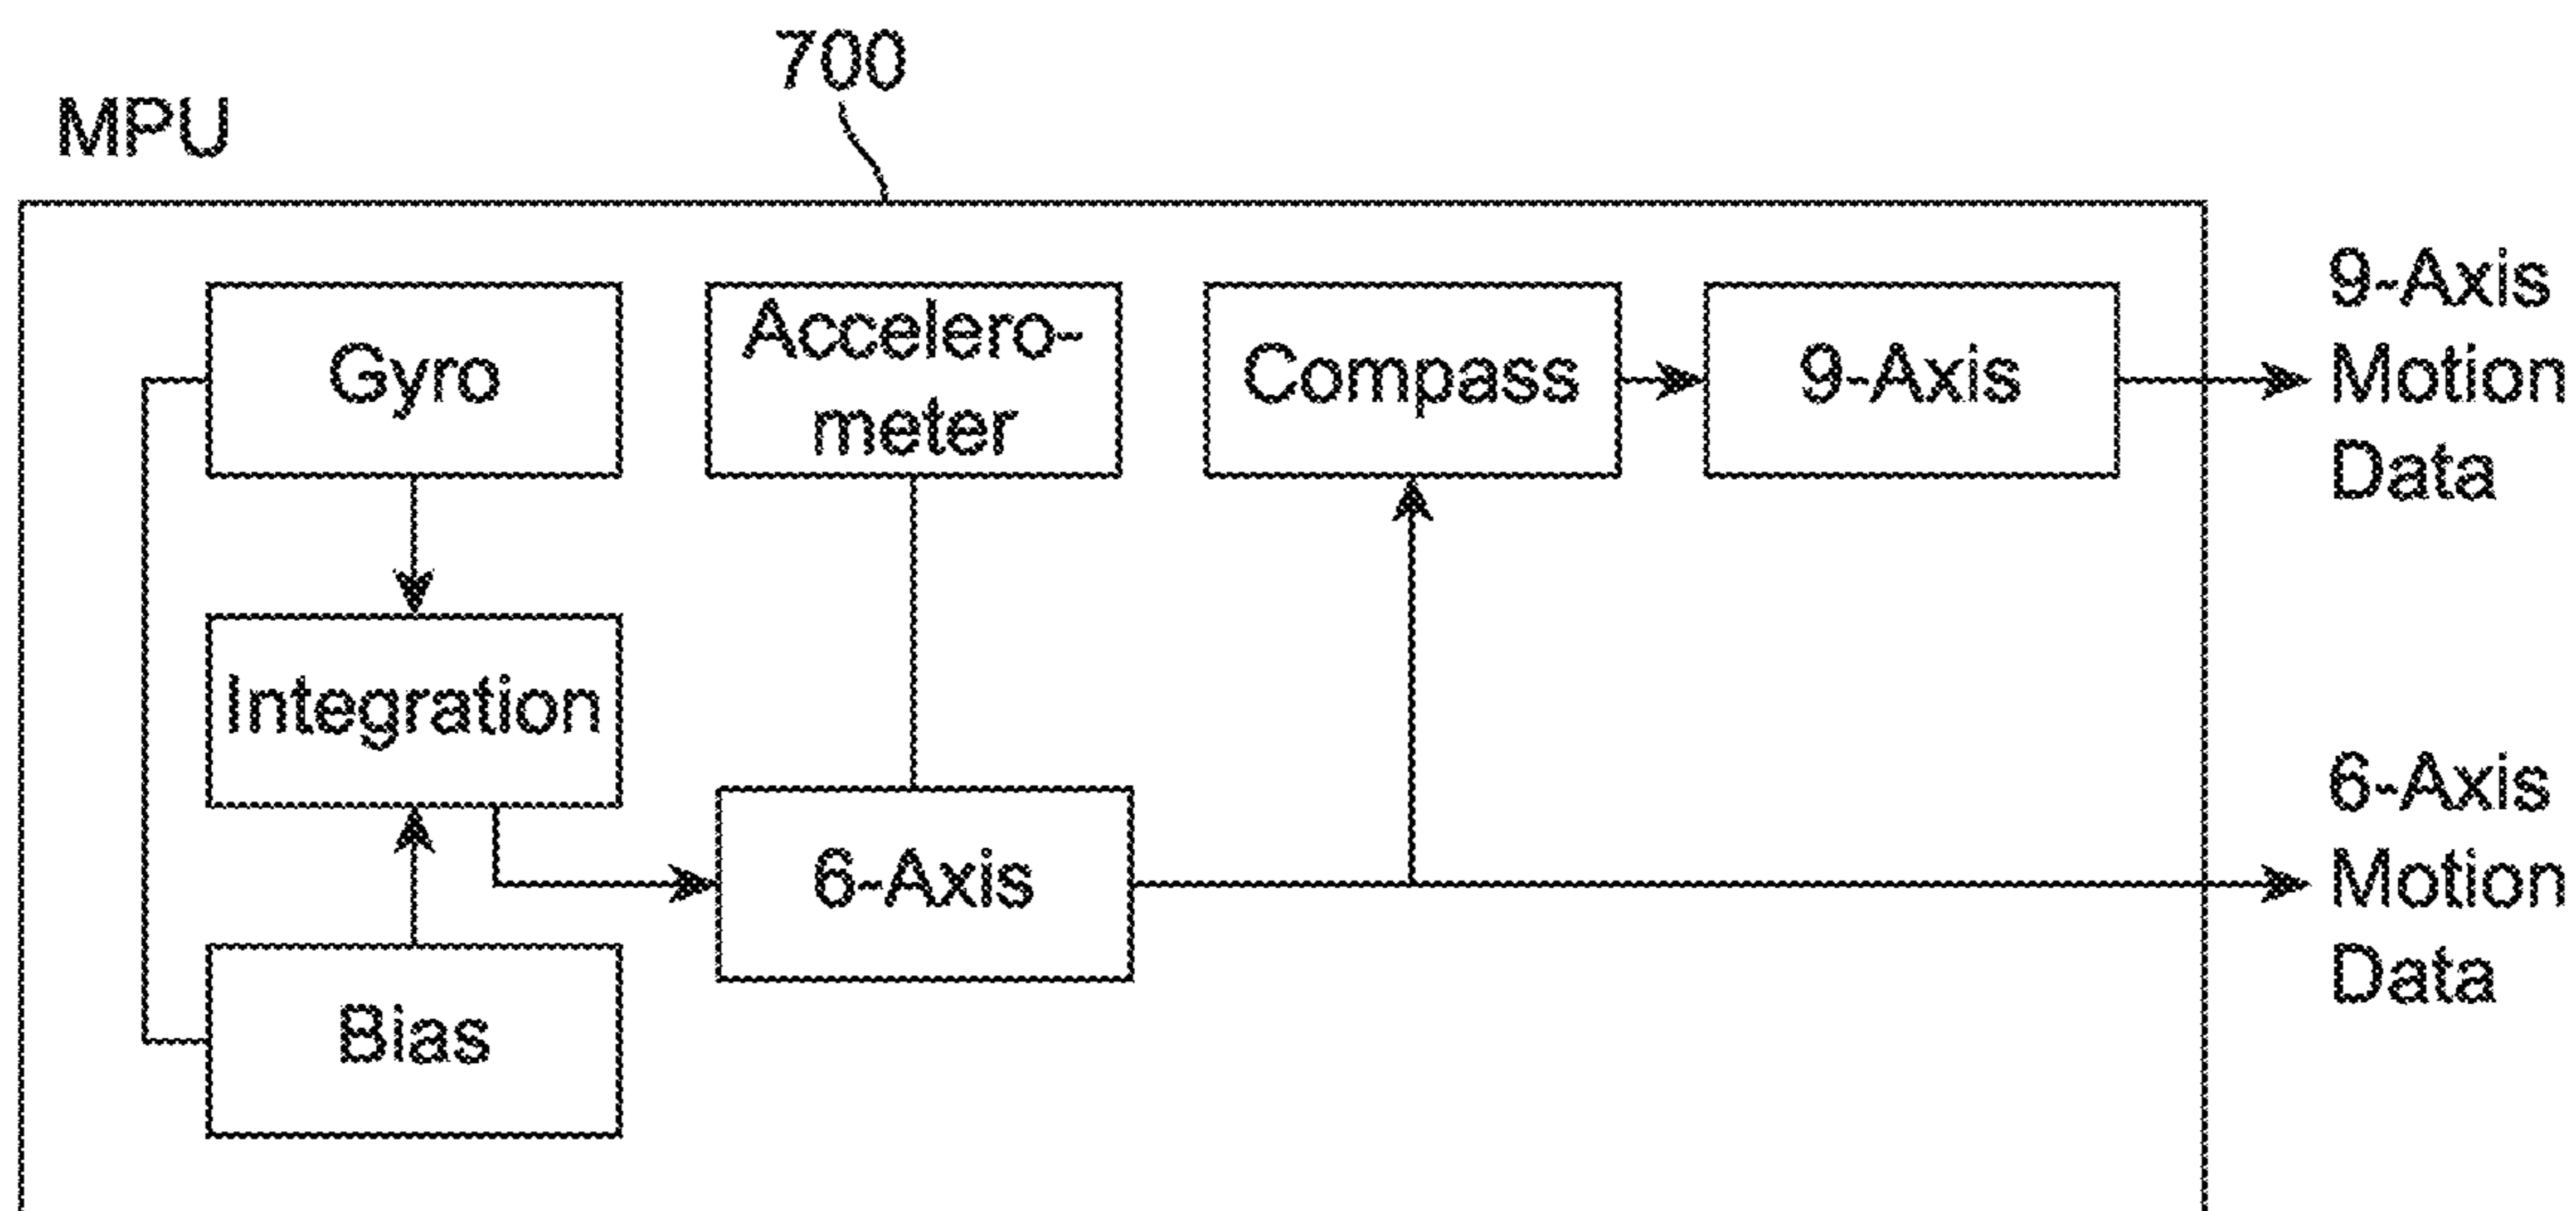 700
MPU
Gyro
Accelero-
meter
Compass
9-Axis
9-Axis
Motion
Data
Integration
6-Axis
6-Axis
Motion
Data
Bias